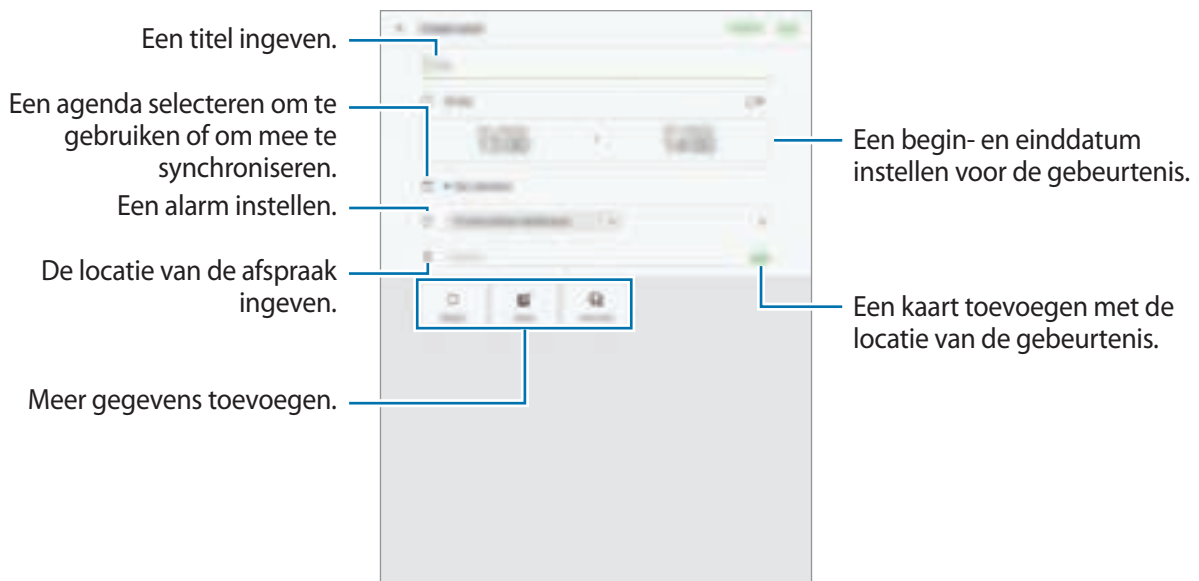 Een titel ingeven.
Een agenda selecteren om te
gebruiken of om mee te
synchroniseren.
Een alarm instellen.
De locatie van de afspraak
ingeven.
Meer gegevens toevoegen.
Een begin- en einddatum
instellen voor de gebeurtenis.
Een kaart toevoegen met de
locatie van de gebeurtenis.